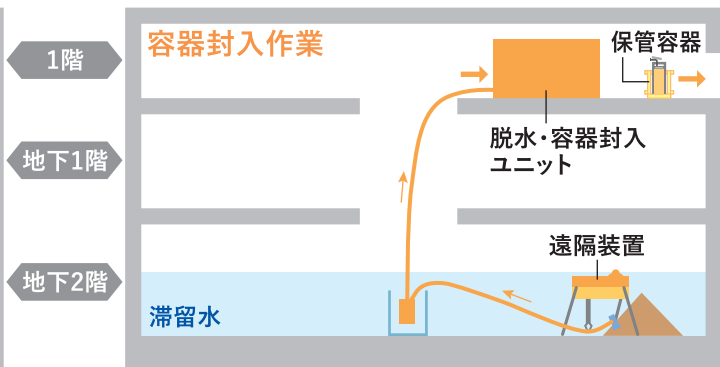 容器封入作業
1階
保管容器
脱水・容器封入
ユニット
地下1階
遠隔装置
地下2階
滞留水